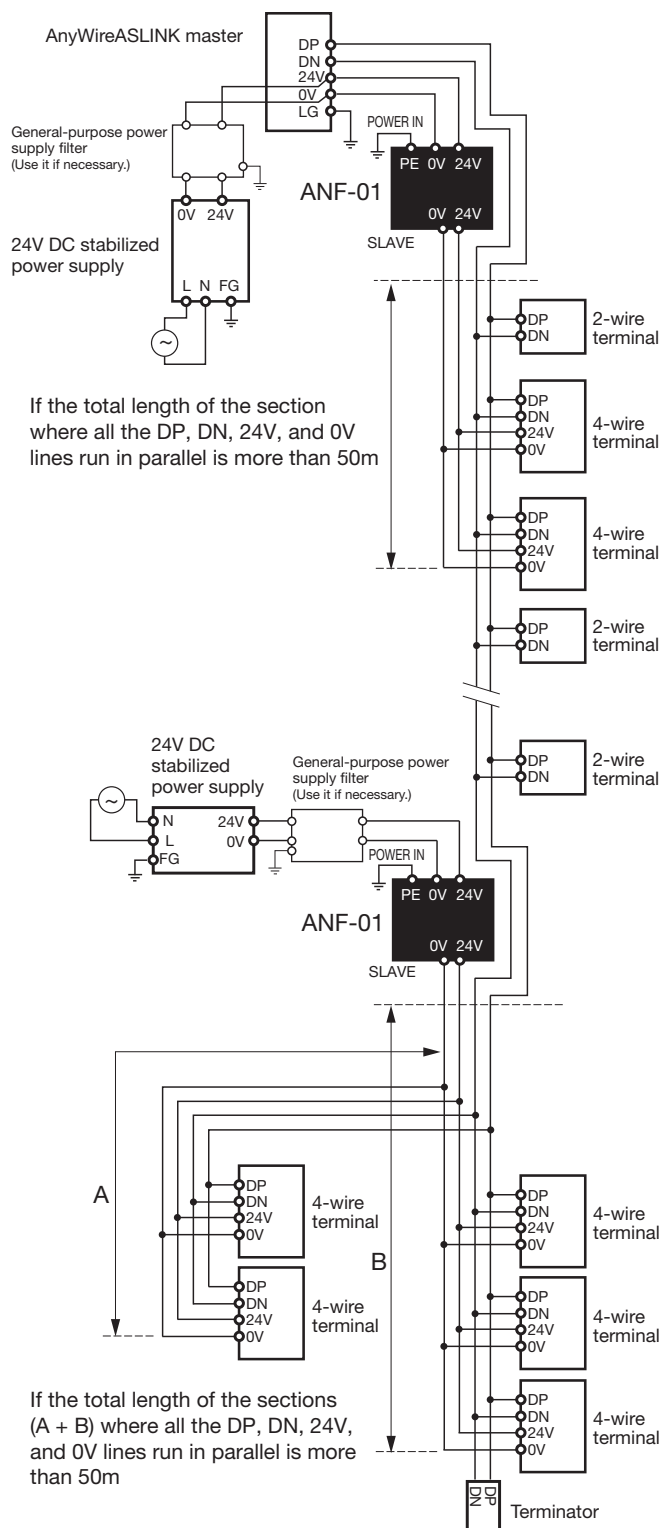 AnyWireASLINK master
DP
DN
24V
0V
LG
General-purpose power
supply filter
(Use it if necessary.)
POWER IN
PE 0V 24V
ANF-01
0V 24V
SLAVE
0V 24V
24V DC stabilized
power supply
L N FG
DP
DN
2-wire
terminal
If the total length of the section
where all the DP, DN, 24V, and 0V
lines run in parallel is more than 50m
DP
DN
24V
0V
4-wire
terminal
DP
DN
24V
0V
4-wire
terminal
DP
DN
2-wire
terminal
DP
DN
2-wire
terminal
24V DC
stabilized
power supply
N
L
FG
24V
0V
General-purpose power
supply filter
(Use it if necessary.)
POWER IN
PE 0V 24V
ANF-01
0V 24V
SLAVE
A
DP
DN
24V
0V
4-wire
terminal
DP
DN
24V
0V
4-wire
terminal
B
DP
DN
24V
0V
4-wire
terminal
DP
DN
24V
0V
4-wire
terminal
DP
DN
24V
0V
4-wire
terminal
If the total length of the sections
(A + B) where all the DP, DN, 24V,
and 0V lines run in parallel is more
than 50m
DP
DN
Terminator